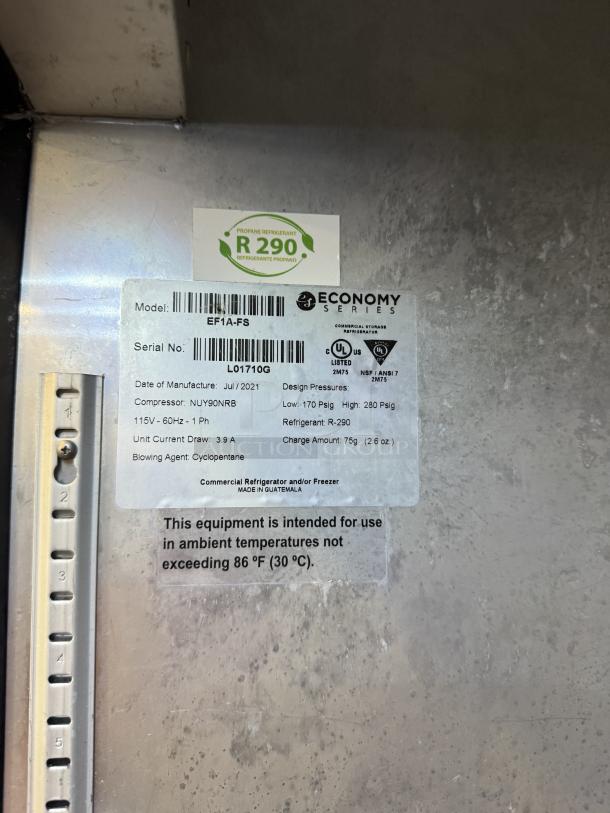 PROPANE REFRIGERANT
R 290
REFRIGERANTE PROPANO
Model:
EF1A-FS
ECONOMY
SERIES
COMMERCIAL STORAGE
REFRIGERATOR
Serial No.
L01710G
C UL US
LISTED
2M75
NSF / ANSI 7
2M75
Date of Manufacture: Jul / 2021
Design Pressures:
Compressor: NUY90NRB
Low: 170 Psig High: 280 Psig
115V - 60Hz - 1 Ph
Refrigerant: R-290
Unit Current Draw: 3.9 A
Charge Amount: 75g (2.6 oz.)
Blowing Agent: Cyclopentane
Commercial Refrigerator and/or Freezer
MADE IN GUATEMALA
This equipment is intended for use
in ambient temperatures not
exceeding 86 ºF (30 ºC).
1
2
3
4
5